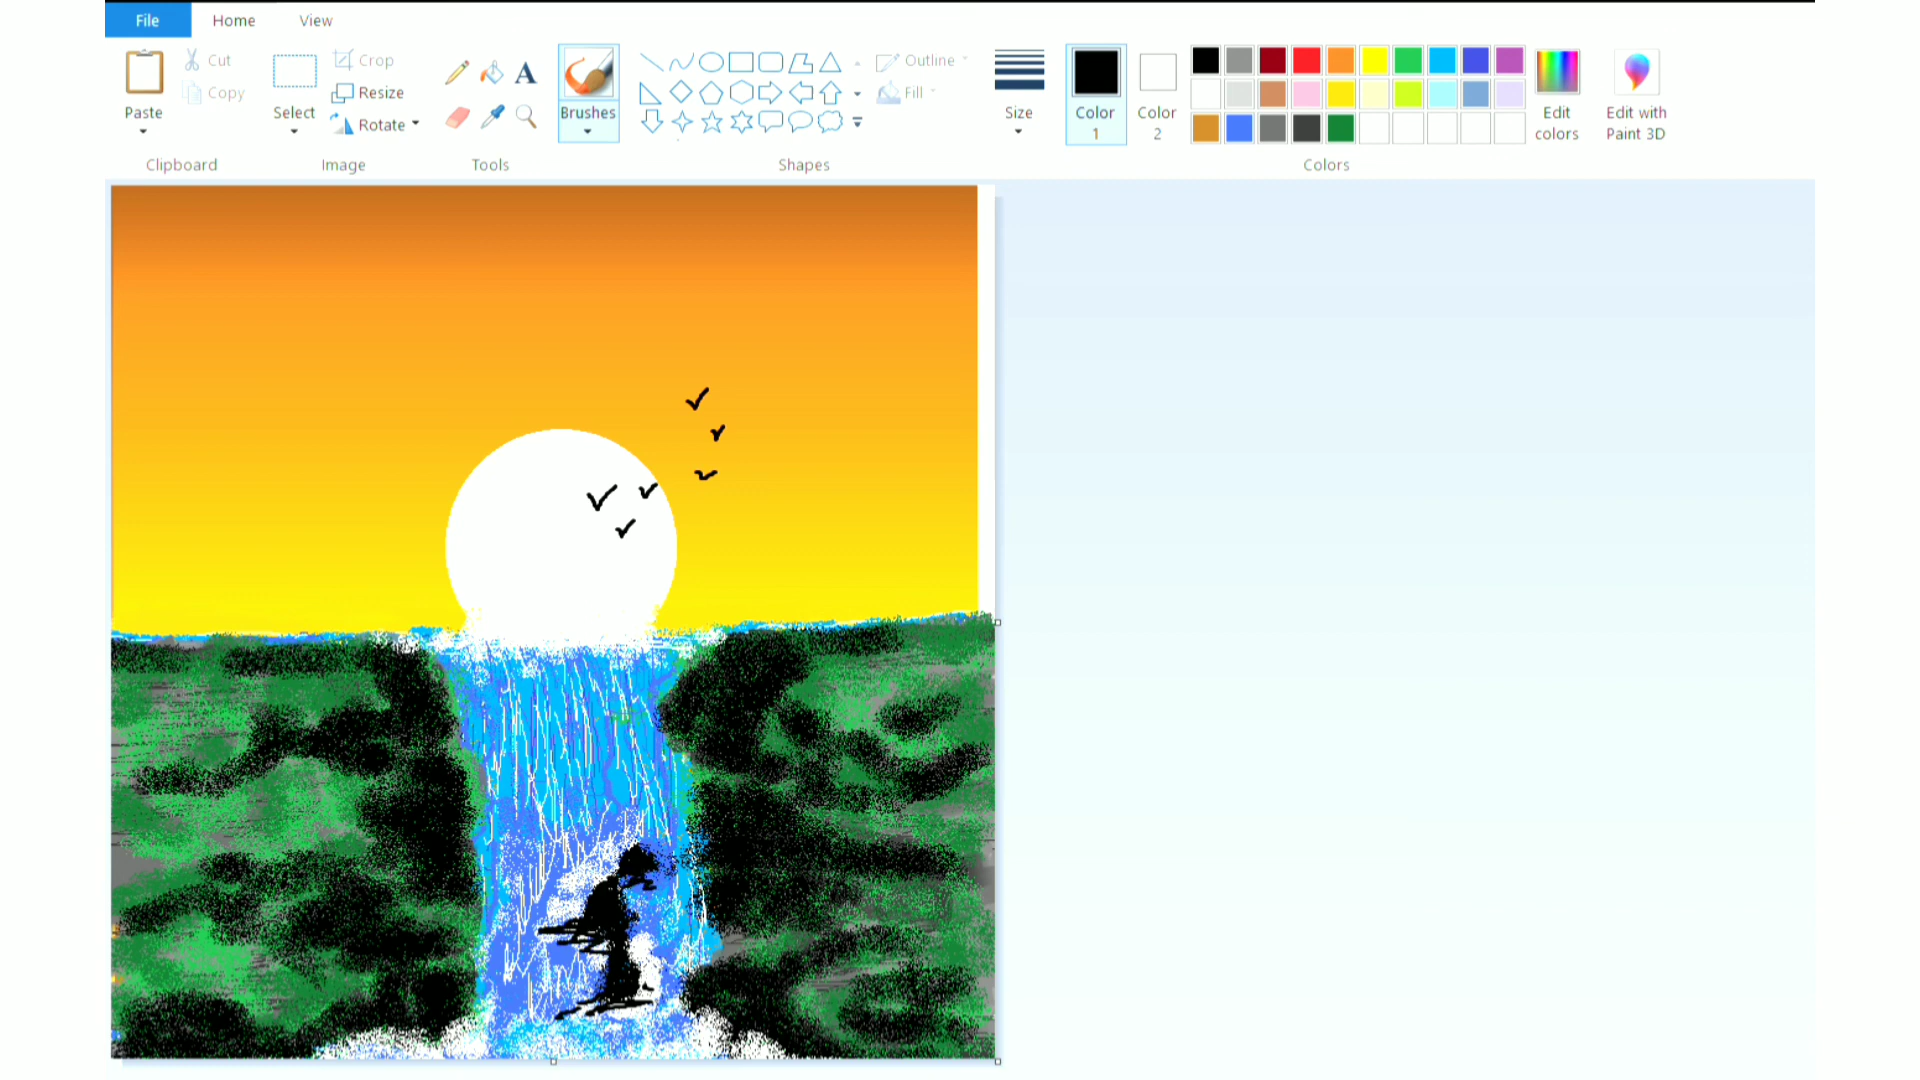 File Home View
Paste
Cut
Copy
Clipboard
Select
Crop
Resize
Rotate
Image
A
Tools
Brushes
Shapes
Outline
Fill
Size
Color
1
Color
2
Colors
Edit
colors
Edit with
Paint 3D